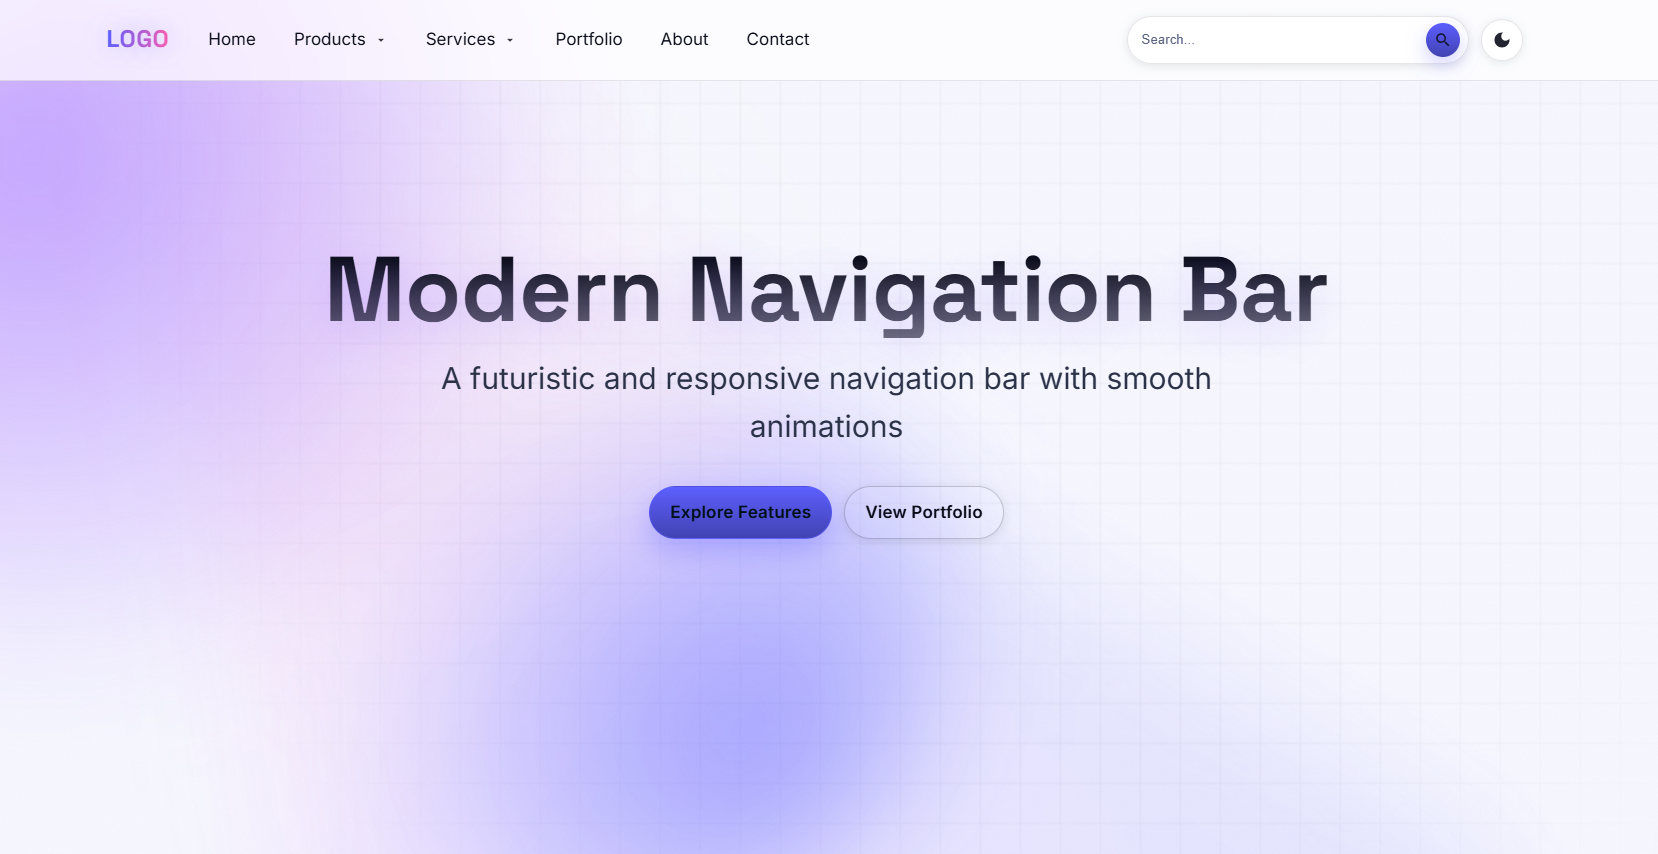 LOGO Home Products Services Portfolio About Contact Search...
Modern Navigation Bar
A futuristic and responsive navigation bar with smooth
animations
Explore Features View Portfolio